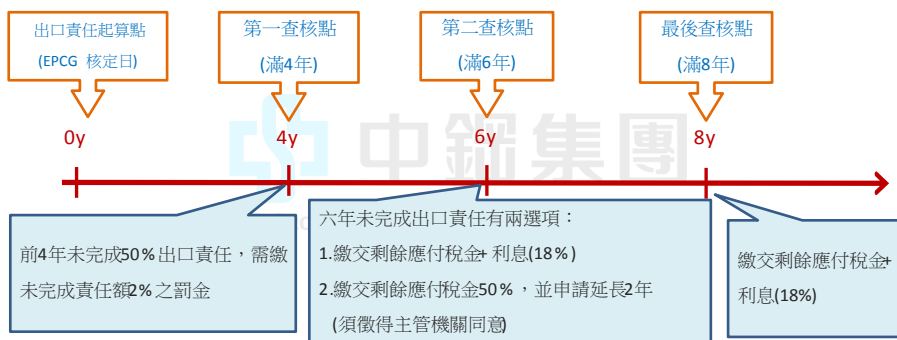 出口責任起算點
(EPCG 核定日)
第一查核點
(滿4年)
第二查核點
(滿6年)
最後查核點
(滿8年)
0y
4y
6y
8y
中鋼集團
前4年未完成50%出口責任，需繳
未完成責任額2%之罰金
六年未完成出口責任有兩選項：
1.繳交剩餘應付稅金+ 利息(18%)
2.繳交剩餘應付稅金50%，並申請延長2年
(須徵得主管機關同意)
繳交剩餘應付稅金+
利息(18%)